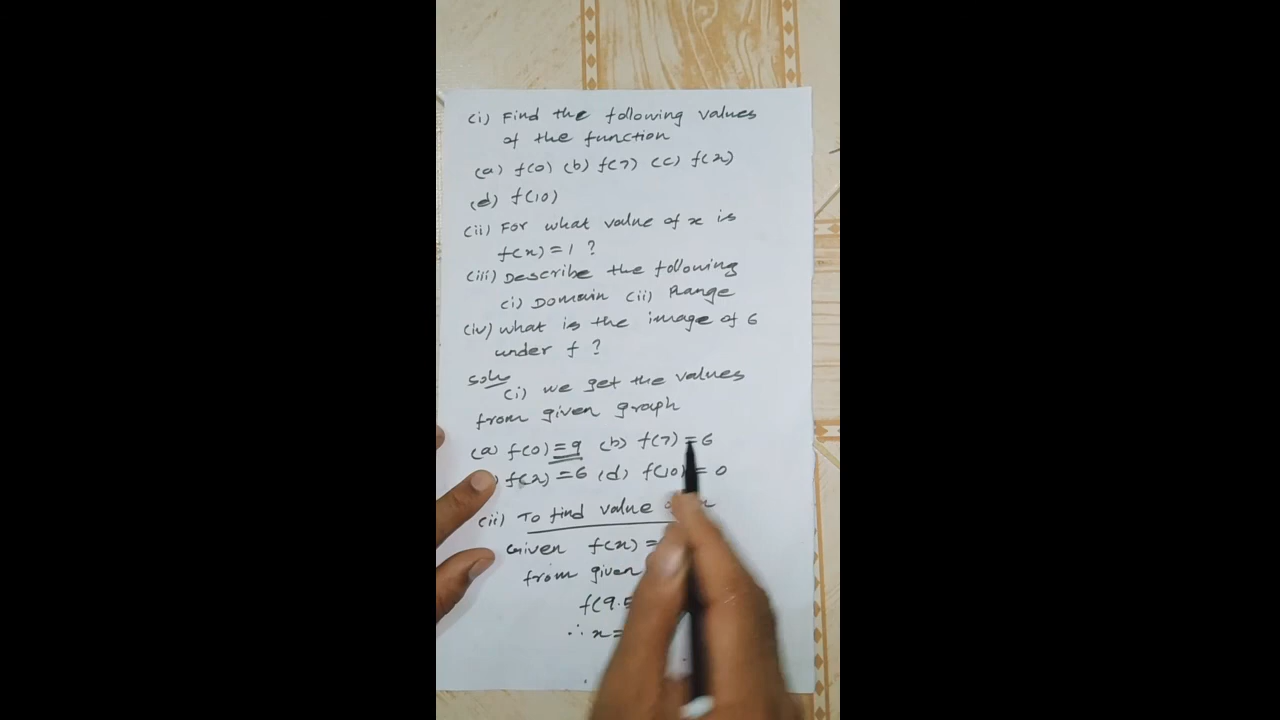 (i) Find the following values
of the function
(a) f(0) (b) f(7) (c) f(2)
(d) f(10)
(ii) For what value of x is
f(x) = 1 ?
(iii) Describe the following
(i) Domain (ii) Range
(iv) what is the image of 6
under f ?
Soln
(i) we get the values
from given graph
(a) f(0) = 9 (b) f(7) = 6
f(2) = 6 (d) f(10) = 0
(ii) To find value
Given f(x) =
from given
f(9.5
∴ x =